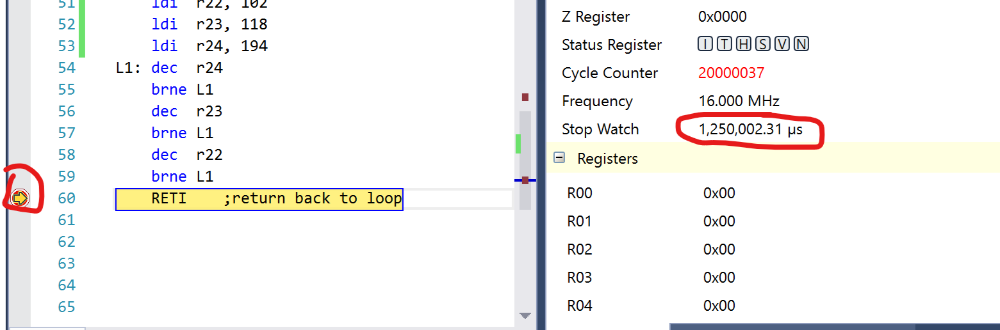 51 ldi r22, 102
52 ldi r23, 118
53 ldi r24, 194
54 L1: dec r24
55 brne L1
56 dec r23
57 brne L1
58 dec r22
59 brne L1
60 RETI ;return back to loop
61
62
63
64
65
Z Register 0x0000
Status Register I T H S V N
Cycle Counter 20000037
Frequency 16.000 MHz
Stop Watch 1,250,002.31 µs
Registers
R00 0x00
R01 0x00
R02 0x00
R03 0x00
R04 0x00